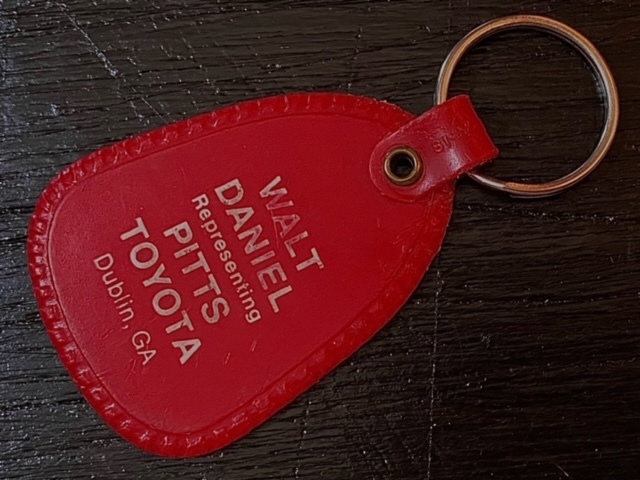 WALT
DANIEL
Representing
PITTS
TOYOTA
Dublin, GA